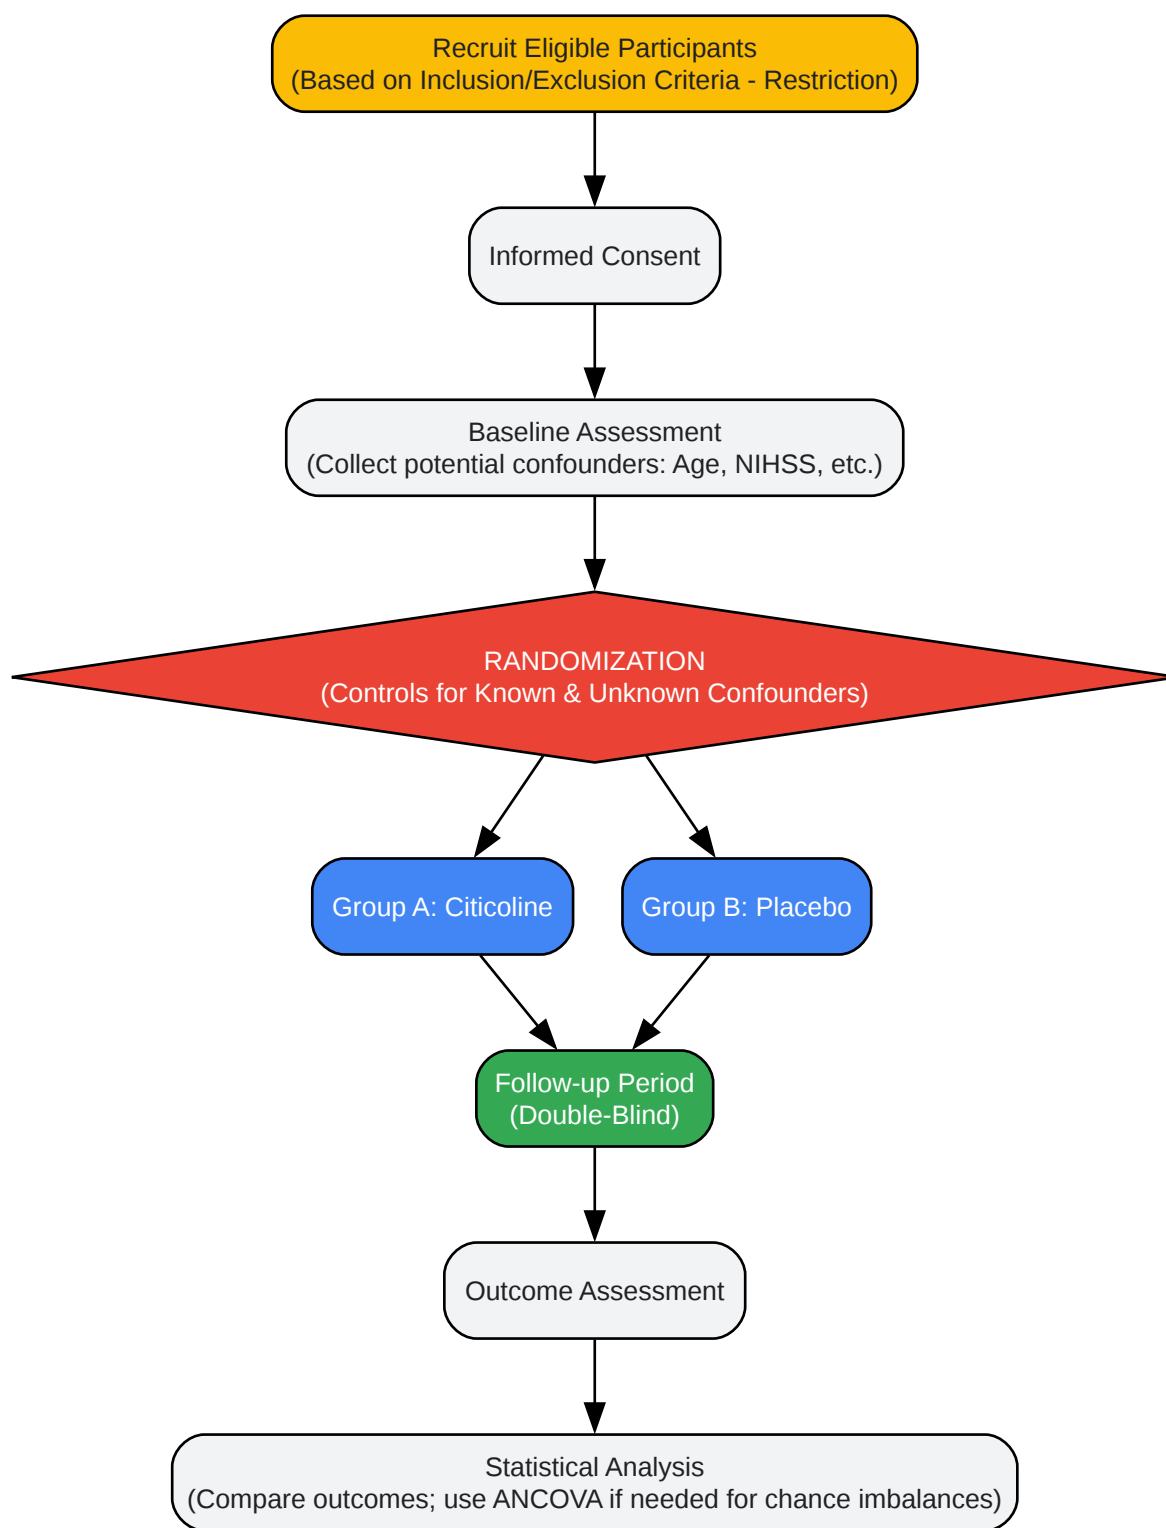 Recruit Eligible Participants
(Based on Inclusion/Exclusion Criteria - Restriction)
Informed Consent
Baseline Assessment
(Collect potential confounders: Age, NIHSS, etc.)
RANDOMIZATION
(Controls for Known & Unknown Confounders)
Group A: Citicoline
Group B: Placebo
Follow-up Period
(Double-Blind)
Outcome Assessment
Statistical Analysis
(Compare outcomes; use ANCOVA if needed for chance imbalances)